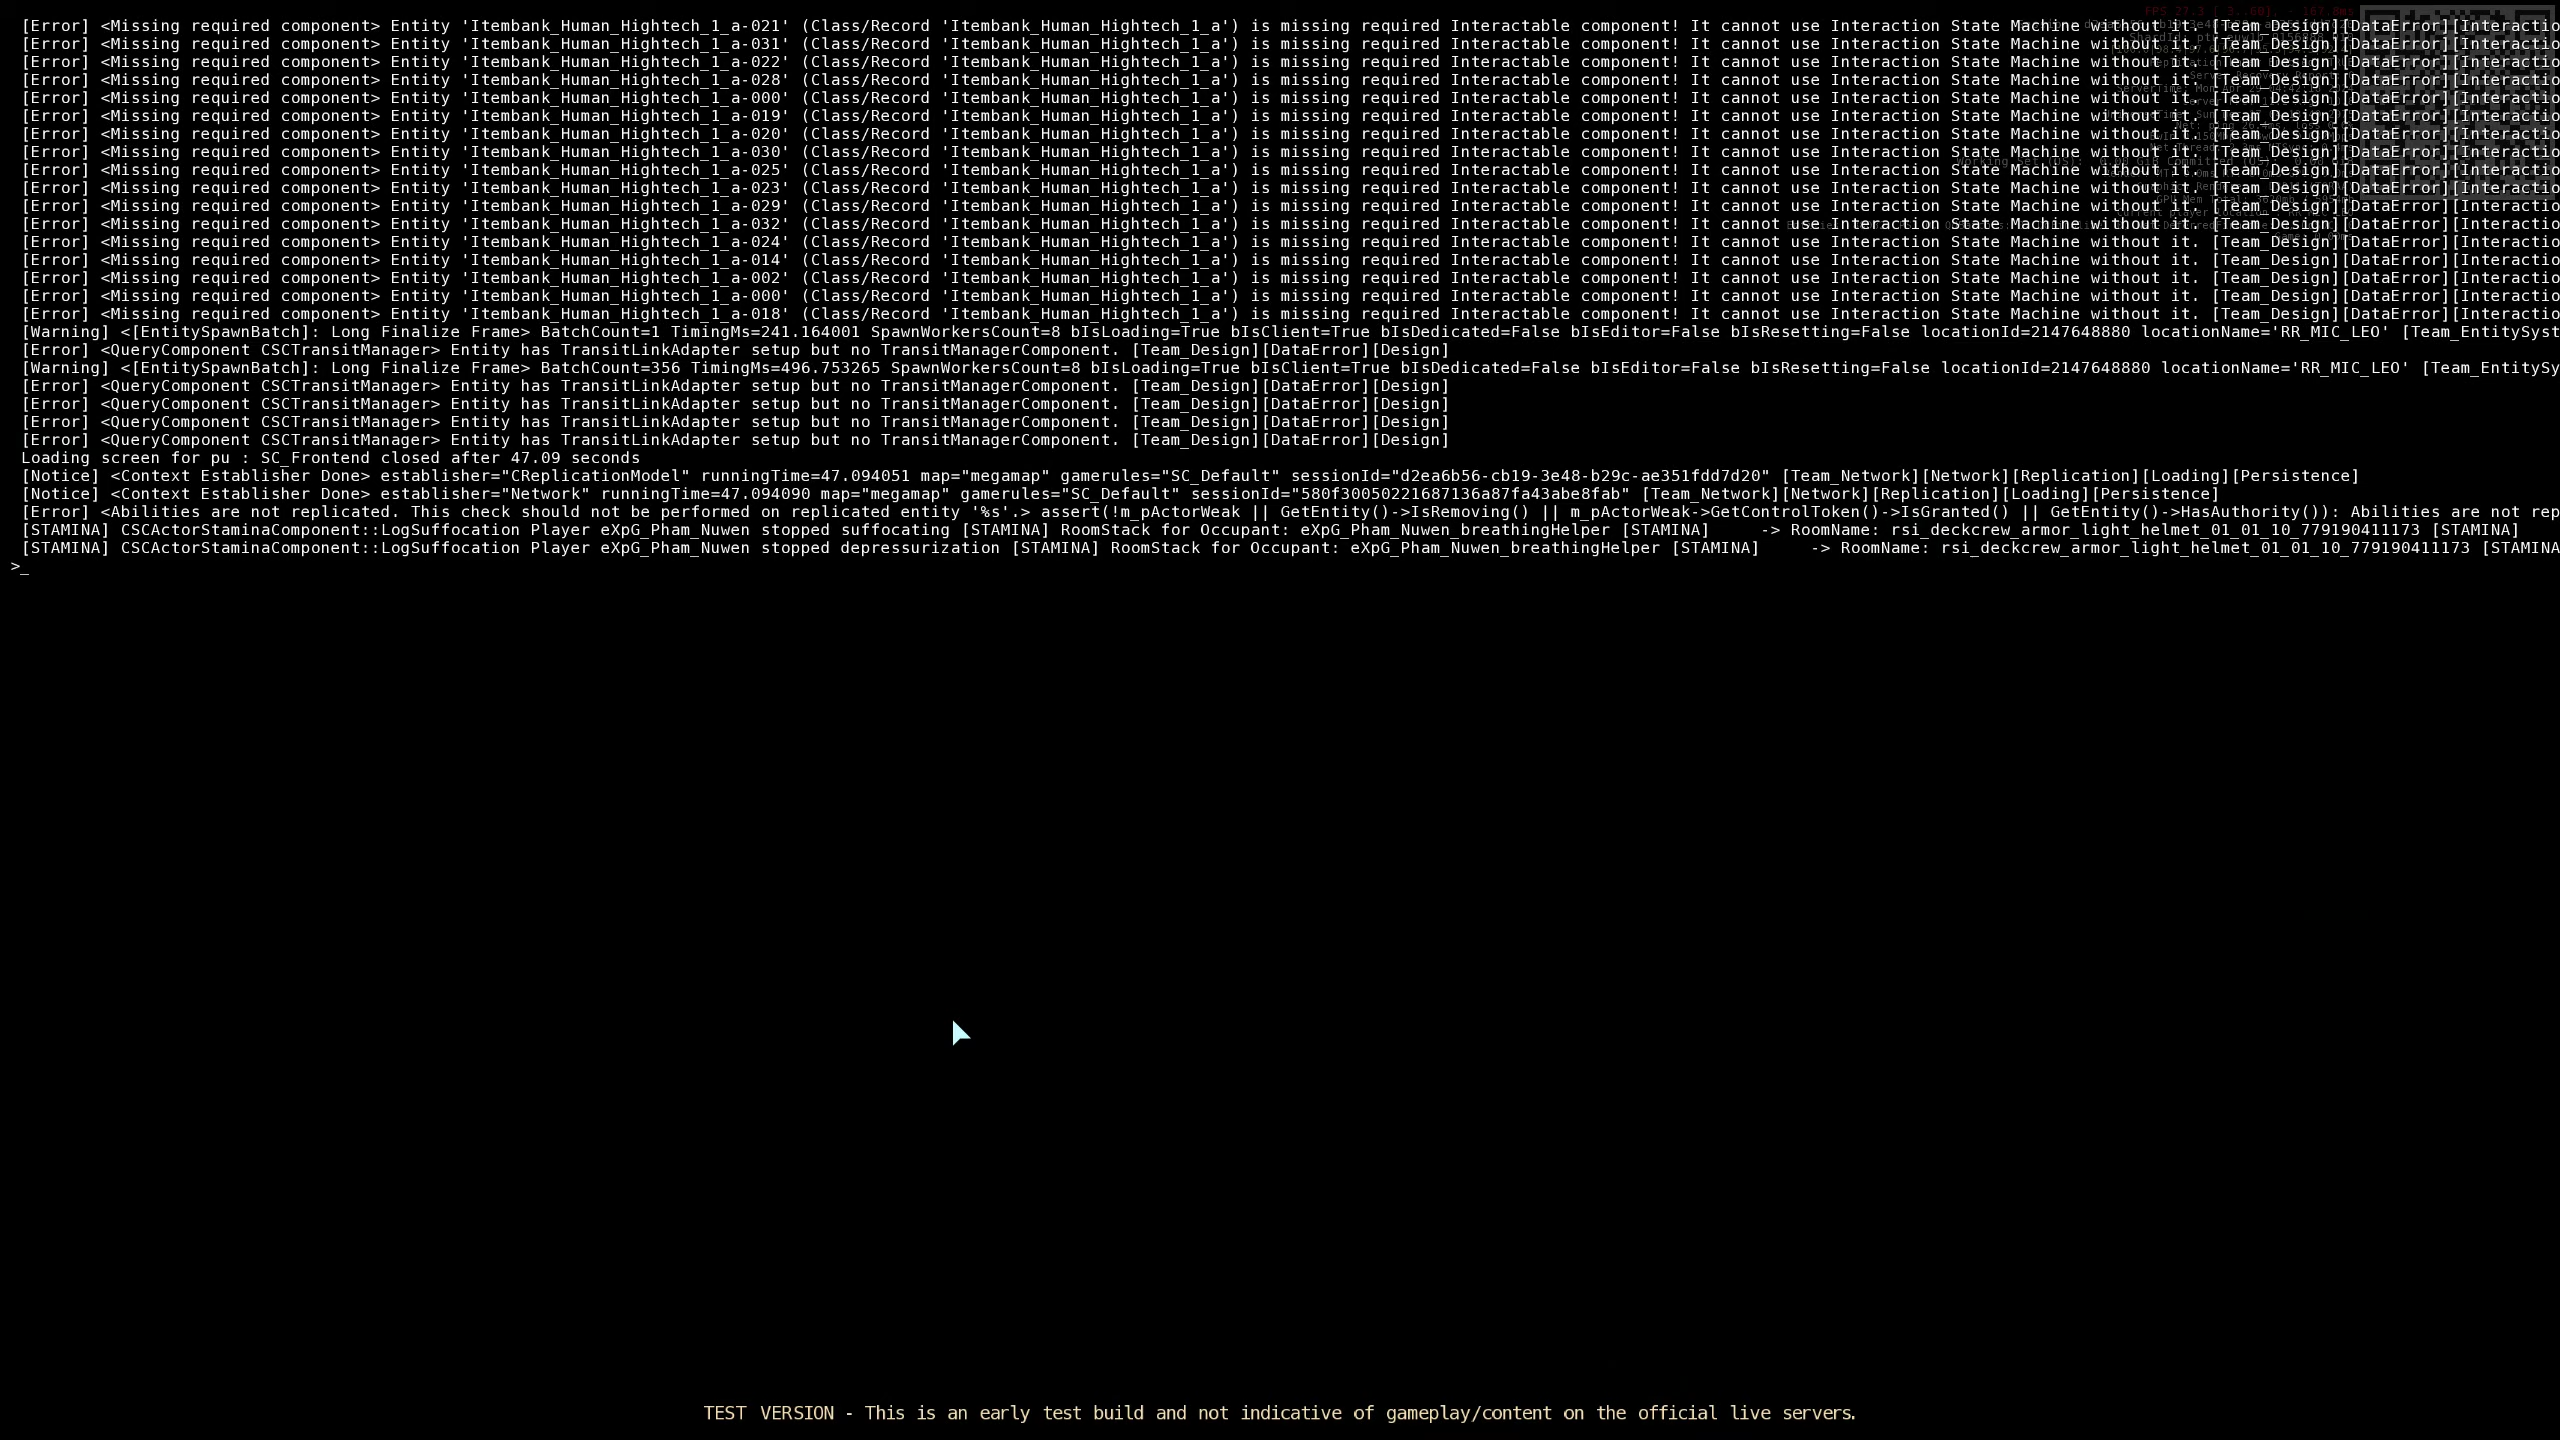 [Error] <Missing required component> Entity 'Itembank_Human_Hightech_1_a-021' (Class/Record 'Itembank_Human_Hightech_1_a') is missing required Interactable component! It cannot use Interaction State Machine without it. [Team_Design][DataError][Interactio
[Error] <Missing required component> Entity 'Itembank_Human_Hightech_1_a-031' (Class/Record 'Itembank_Human_Hightech_1_a') is missing required Interactable component! It cannot use Interaction State Machine without it. [Team_Design][DataError][Interactio
[Error] <Missing required component> Entity 'Itembank_Human_Hightech_1_a-022' (Class/Record 'Itembank_Human_Hightech_1_a') is missing required Interactable component! It cannot use Interaction State Machine without it. [Team_Design][DataError][Interactio
[Error] <Missing required component> Entity 'Itembank_Human_Hightech_1_a-028' (Class/Record 'Itembank_Human_Hightech_1_a') is missing required Interactable component! It cannot use Interaction State Machine without it. [Team_Design][DataError][Interactio
[Error] <Missing required component> Entity 'Itembank_Human_Hightech_1_a-000' (Class/Record 'Itembank_Human_Hightech_1_a') is missing required Interactable component! It cannot use Interaction State Machine without it. [Team_Design][DataError][Interactio
[Error] <Missing required component> Entity 'Itembank_Human_Hightech_1_a-019' (Class/Record 'Itembank_Human_Hightech_1_a') is missing required Interactable component! It cannot use Interaction State Machine without it. [Team_Design][DataError][Interactio
[Error] <Missing required component> Entity 'Itembank_Human_Hightech_1_a-020' (Class/Record 'Itembank_Human_Hightech_1_a') is missing required Interactable component! It cannot use Interaction State Machine without it. [Team_Design][DataError][Interactio
[Error] <Missing required component> Entity 'Itembank_Human_Hightech_1_a-030' (Class/Record 'Itembank_Human_Hightech_1_a') is missing required Interactable component! It cannot use Interaction State Machine without it. [Team_Design][DataError][Interactio
[Error] <Missing required component> Entity 'Itembank_Human_Hightech_1_a-025' (Class/Record 'Itembank_Human_Hightech_1_a') is missing required Interactable component! It cannot use Interaction State Machine without it. [Team_Design][DataError][Interactio
[Error] <Missing required component> Entity 'Itembank_Human_Hightech_1_a-023' (Class/Record 'Itembank_Human_Hightech_1_a') is missing required Interactable component! It cannot use Interaction State Machine without it. [Team_Design][DataError][Interactio
[Error] <Missing required component> Entity 'Itembank_Human_Hightech_1_a-029' (Class/Record 'Itembank_Human_Hightech_1_a') is missing required Interactable component! It cannot use Interaction State Machine without it. [Team_Design][DataError][Interactio
[Error] <Missing required component> Entity 'Itembank_Human_Hightech_1_a-032' (Class/Record 'Itembank_Human_Hightech_1_a') is missing required Interactable component! It cannot use Interaction State Machine without it. [Team_Design][DataError][Interactio
[Error] <Missing required component> Entity 'Itembank_Human_Hightech_1_a-024' (Class/Record 'Itembank_Human_Hightech_1_a') is missing required Interactable component! It cannot use Interaction State Machine without it. [Team_Design][DataError][Interactio
[Error] <Missing required component> Entity 'Itembank_Human_Hightech_1_a-014' (Class/Record 'Itembank_Human_Hightech_1_a') is missing required Interactable component! It cannot use Interaction State Machine without it. [Team_Design][DataError][Interactio
[Error] <Missing required component> Entity 'Itembank_Human_Hightech_1_a-002' (Class/Record 'Itembank_Human_Hightech_1_a') is missing required Interactable component! It cannot use Interaction State Machine without it. [Team_Design][DataError][Interactio
[Error] <Missing required component> Entity 'Itembank_Human_Hightech_1_a-000' (Class/Record 'Itembank_Human_Hightech_1_a') is missing required Interactable component! It cannot use Interaction State Machine without it. [Team_Design][DataError][Interactio
[Error] <Missing required component> Entity 'Itembank_Human_Hightech_1_a-018' (Class/Record 'Itembank_Human_Hightech_1_a') is missing required Interactable component! It cannot use Interaction State Machine without it. [Team_Design][DataError][Interactio
[Warning] <[EntitySpawnBatch]: Long Finalize Frame> BatchCount=1 TimingMs=241.164001 SpawnWorkersCount=8 bIsLoading=True bIsClient=True bIsDedicated=False bIsEditor=False bIsResetting=False locationId=2147648880 locationName='RR_MIC_LEO' [Team_EntitySyst
[Error] <QueryComponent CSCTransitManager> Entity has TransitLinkAdapter setup but no TransitManagerComponent. [Team_Design][DataError][Design]
[Warning] <[EntitySpawnBatch]: Long Finalize Frame> BatchCount=356 TimingMs=496.753265 SpawnWorkersCount=8 bIsLoading=True bIsClient=True bIsDedicated=False bIsEditor=False bIsResetting=False locationId=2147648880 locationName='RR_MIC_LEO' [Team_EntitySy
[Error] <QueryComponent CSCTransitManager> Entity has TransitLinkAdapter setup but no TransitManagerComponent. [Team_Design][DataError][Design]
[Error] <QueryComponent CSCTransitManager> Entity has TransitLinkAdapter setup but no TransitManagerComponent. [Team_Design][DataError][Design]
[Error] <QueryComponent CSCTransitManager> Entity has TransitLinkAdapter setup but no TransitManagerComponent. [Team_Design][DataError][Design]
[Error] <QueryComponent CSCTransitManager> Entity has TransitLinkAdapter setup but no TransitManagerComponent. [Team_Design][DataError][Design]
Loading screen for pu : SC_Frontend closed after 47.09 seconds
[Notice] <Context Establisher Done> establisher="CReplicationModel" runningTime=47.094051 map="megamap" gamerules="SC_Default" sessionId="d2ea6b56-cb19-3e48-b29c-ae351fdd7d20" [Team_Network][Network][Replication][Loading][Persistence]
[Notice] <Context Establisher Done> establisher="Network" runningTime=47.094090 map="megamap" gamerules="SC_Default" sessionId="580f30050221687136a87fa43abe8fab" [Team_Network][Network][Replication][Loading][Persistence]
[Error] <Abilities are not replicated. This check should not be performed on replicated entity '%s'.> assert(!m_pActorWeak || GetEntity()->IsRemoving() || m_pActorWeak->GetControlToken()->IsGranted() || GetEntity()->HasAuthority()): Abilities are not rep
[STAMINA] CSCActorStaminaComponent::LogSuffocation Player eXpG_Pham_Nuwen stopped suffocating [STAMINA] RoomStack for Occupant: eXpG_Pham_Nuwen_breathingHelper [STAMINA]     -> RoomName: rsi_deckcrew_armor_light_helmet_01_01_10_779190411173 [STAMINA]
[STAMINA] CSCActorStaminaComponent::LogSuffocation Player eXpG_Pham_Nuwen stopped depressurization [STAMINA] RoomStack for Occupant: eXpG_Pham_Nuwen_breathingHelper [STAMINA]     -> RoomName: rsi_deckcrew_armor_light_helmet_01_01_10_779190411173 [STAMINA
>_
TEST VERSION - This is an early test build and not indicative of gameplay/content on the official live servers.